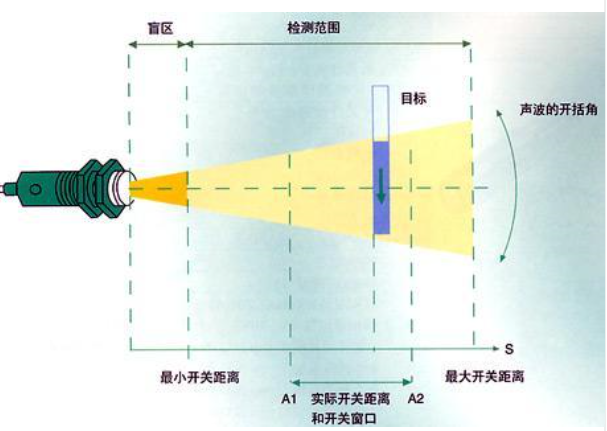 盲区
检测范围
目标
声波的开括角
S
最小开关距离
最大开关距离
A1
实际开关距离
和开关窗口
A2